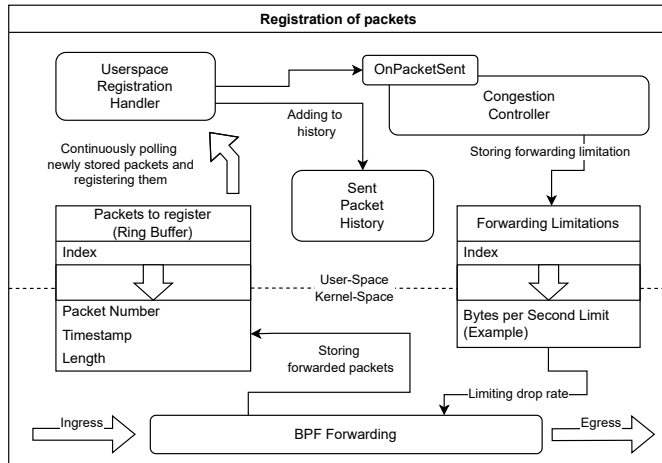 Registration of packets
Userspace
Registration
Handler
OnPacketSent
Congestion
Controller
Adding to
history
Continuously polling
newly stored packets and
registering them
Storing forwarding limitation
Sent
Packet
History
Packets to register
(Ring Buffer)
Index
Forwarding Limitations
Index
User-Space
Kernel-Space
Packet Number
Timestamp
Length
Bytes per Second Limit
(Example)
Storing
forwarded packets
Limiting drop rate
Ingress
BPF Forwarding
Egress